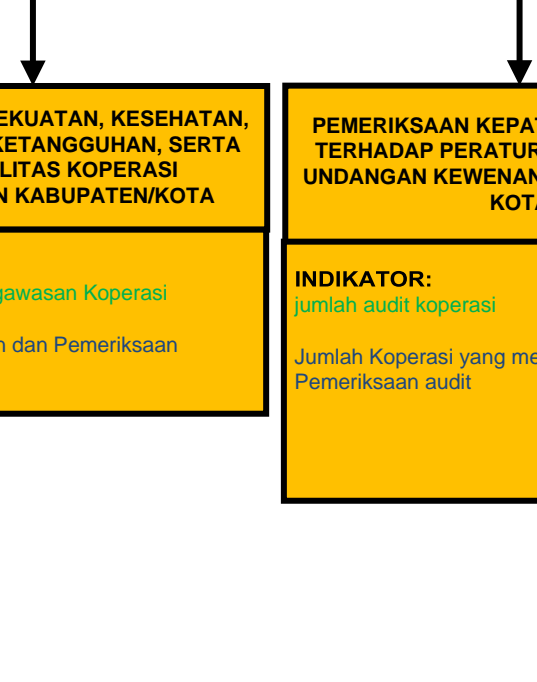 EKUATAN, KESEHATAN,
KETANGGUHAN, SERTA
LITAS KOPERASI
N KABUPATEN/KOTA
gawasan Koperasi
n dan Pemeriksaan
PEMERIKSAAN KEPAT
TERHADAP PERATUR
UNDANGAN KEWENAN
KOTA
INDIKATOR:
jumlah audit koperasi
Jumlah Koperasi yang me
Pemeriksaan audit